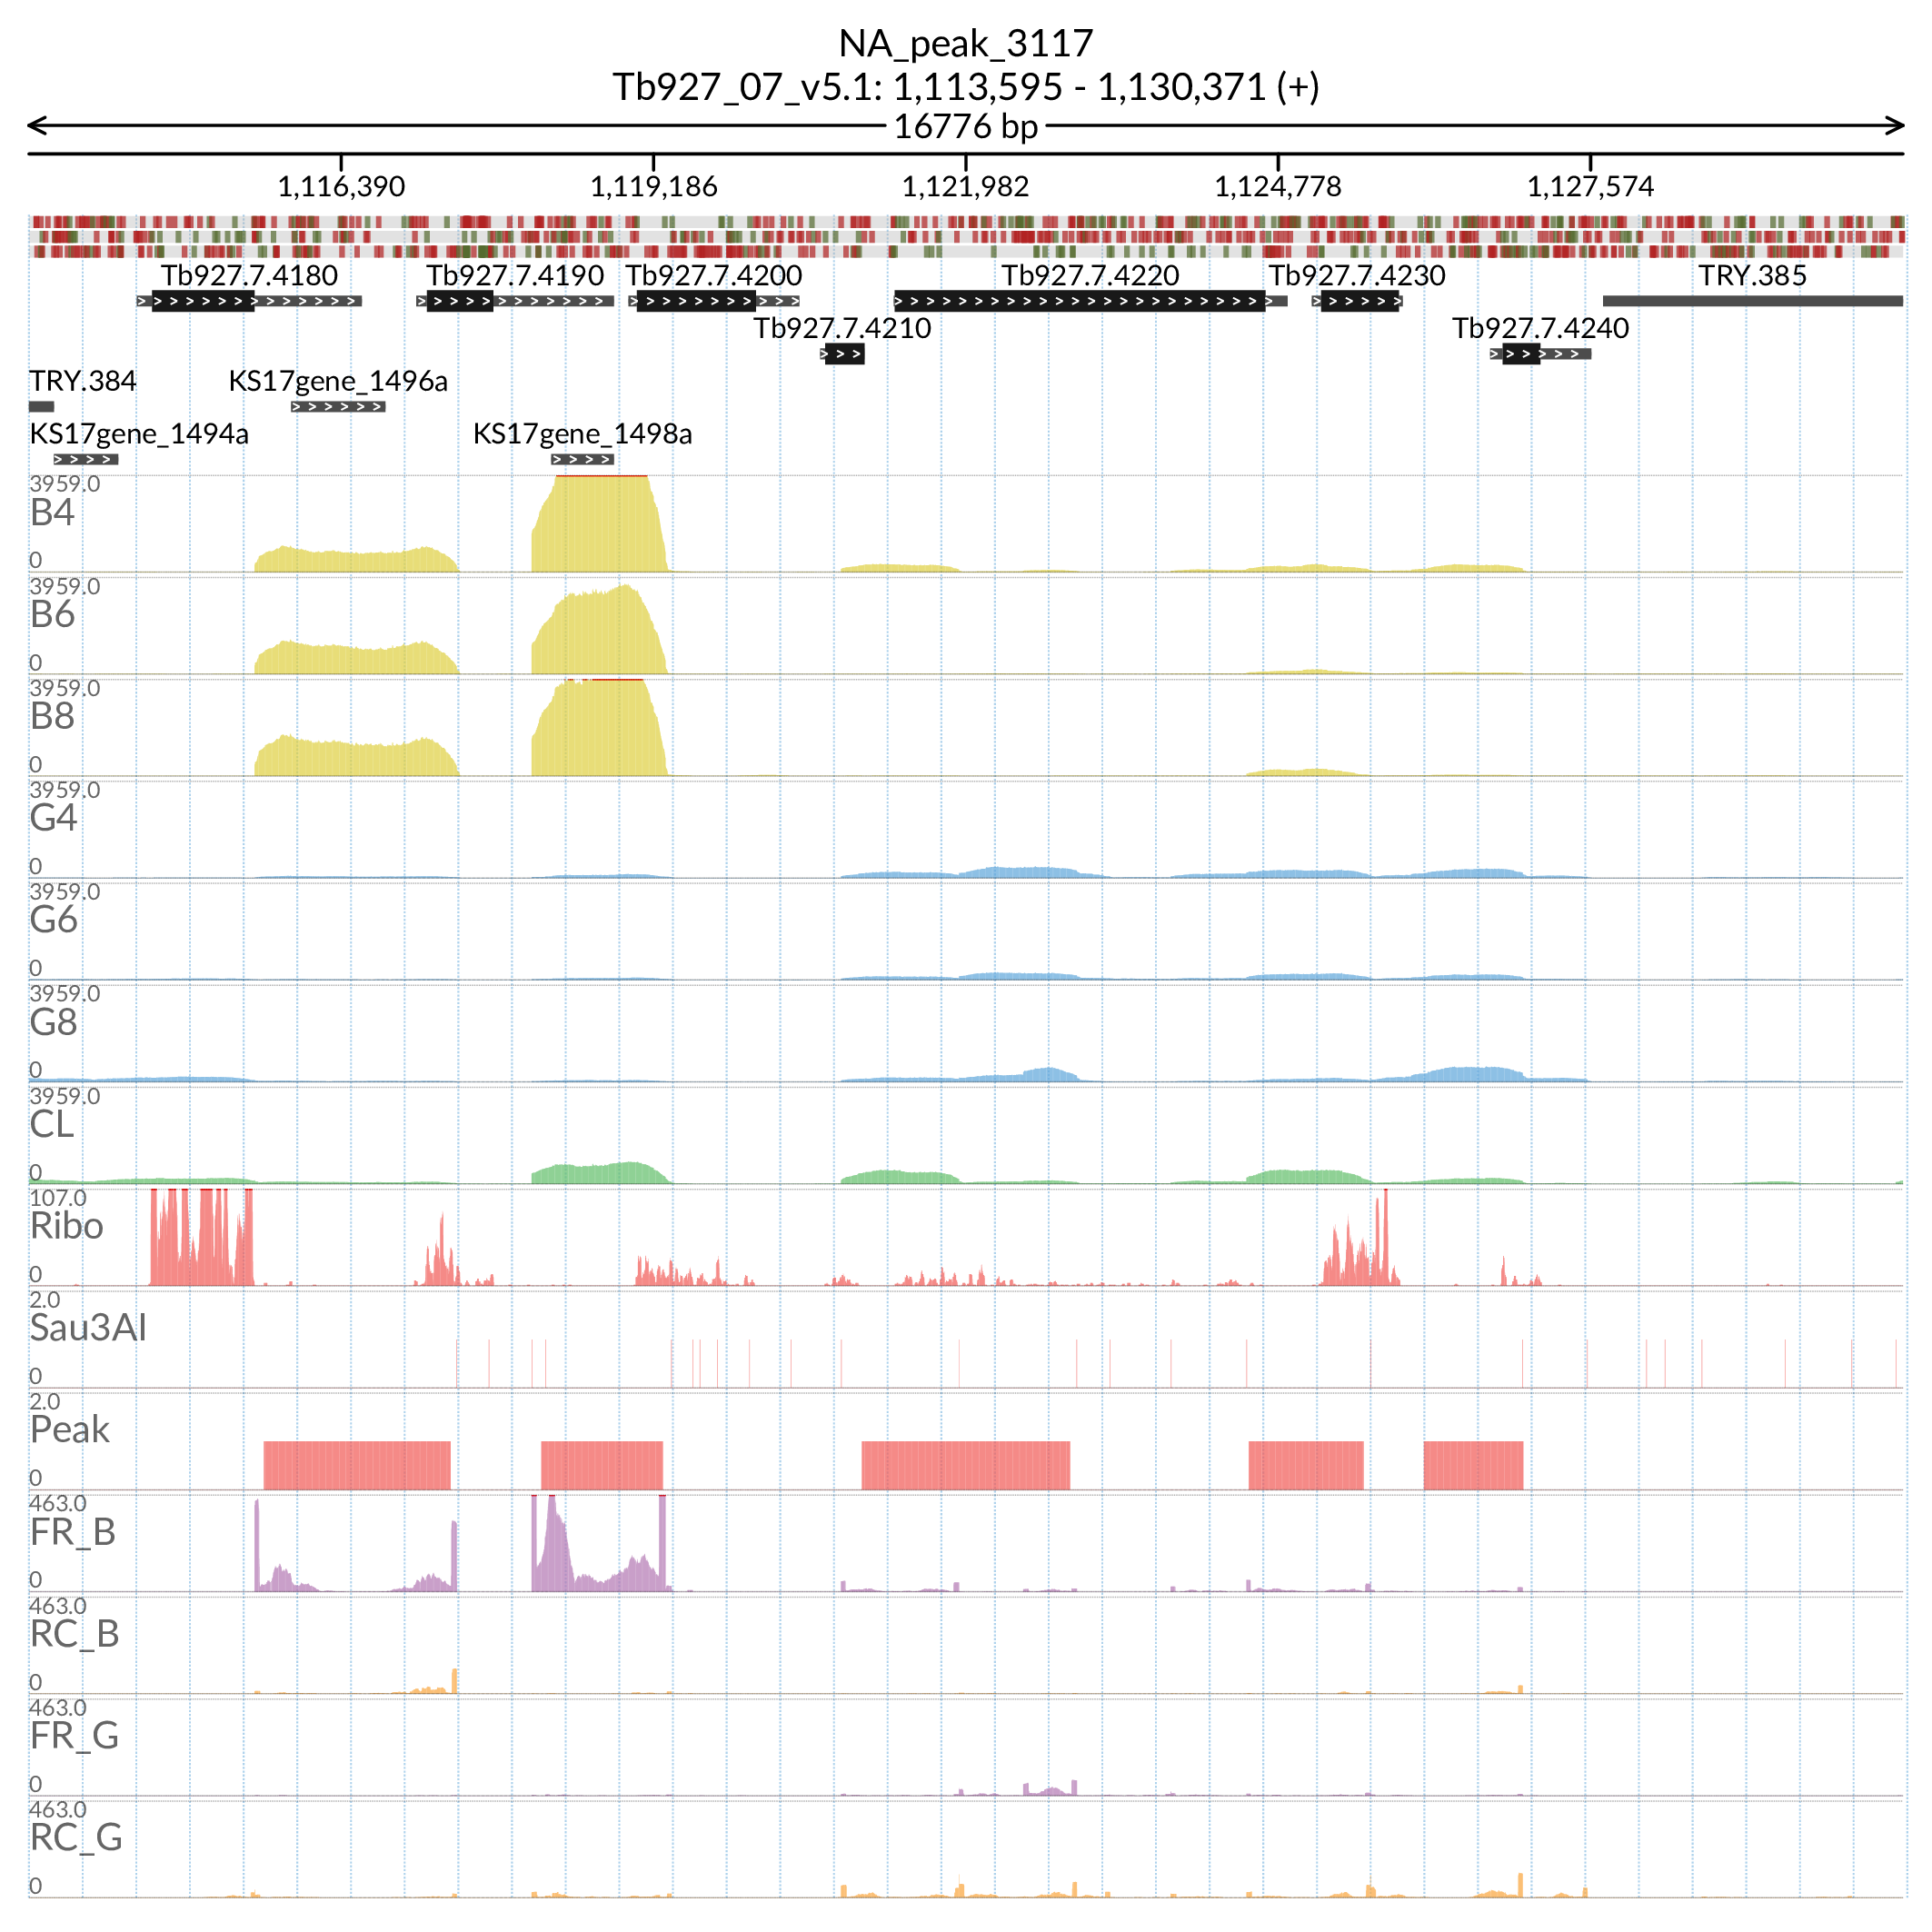 NA_peak_3117
Tb927_07_v5.1: 1,113,595 - 1,130,371 (+)
16776 bp
1,116,390 1,119,186 1,121,982 1,124,778 1,127,574
Tb927.7.4180 Tb927.7.4190 Tb927.7.4200 Tb927.7.4220 Tb927.7.4230 TRY.385
Tb927.7.4210 Tb927.7.4240
TRY.384 KS17gene_1496a
KS17gene_1494a KS17gene_1498a
3959.0
B4
0
3959.0
B6
0
3959.0
B8
0
3959.0
G4
0
3959.0
G6
0
3959.0
G8
0
3959.0
CL
0
107.0
Ribo
0
2.0
Sau3AI
0
2.0
Peak
0
463.0
FR_B
0
463.0
RC_B
0
463.0
FR_G
0
463.0
RC_G
0